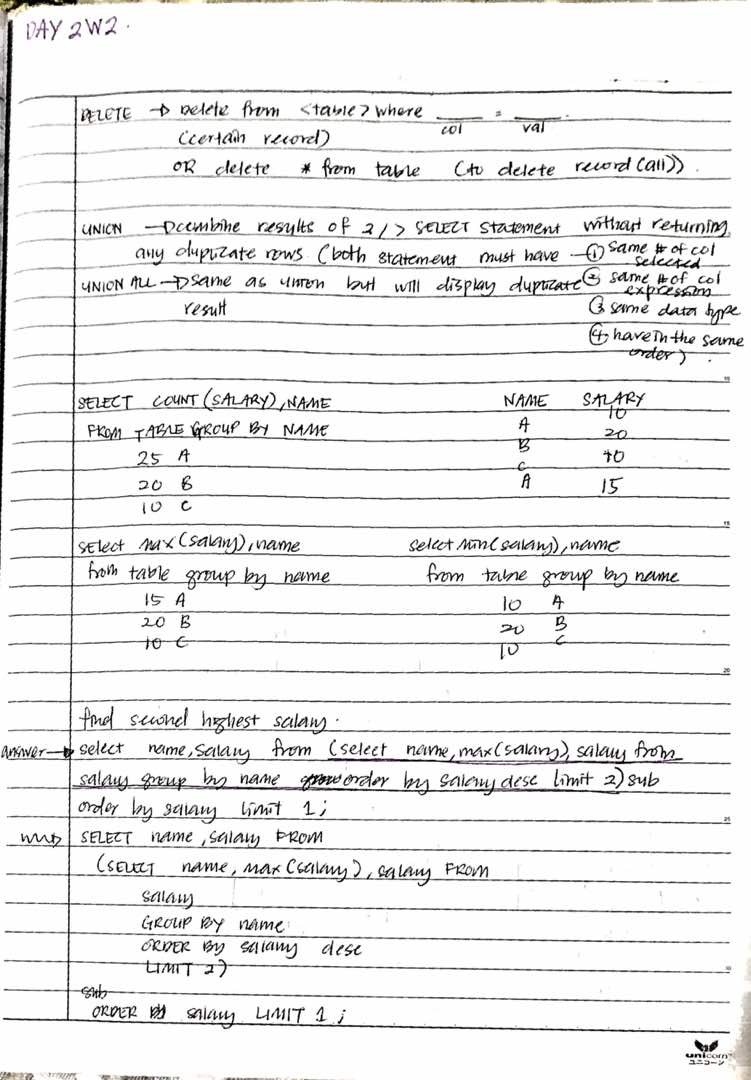 DAY 2W2.
DELETE → Delete from <table> where ___ = ___.
col val
(certain record)
OR delete * from table (to delete record (all)).
UNION → combine results of 2/> SELECT statement without returning
any duplicate rows (both statement must have - ① same # of col selected
UNION ALL → same as union but will display duplicate ② same # of col expression
result ③ same data type
④ have in the same order).
SELECT COUNT(SALARY), NAME
FROM TABLE GROUP BY NAME
25 A
20 B
10 C
NAME SALARY
A 10
B 20
C 10
A 15
select max(salary), name
from table group by name
15 A
20 B
10 C
select min(salary), name
from table group by name
10 A
20 B
10 C
find second highest salary.
answer → select name, salary from (select name, max(salary), salary from
salary group by name order by salary desc limit 2) sub
order by salary limit 1;
SELECT name, salary FROM
(SELECT name, max(salary), salary FROM
salary
GROUP BY name
ORDER By salary desc
LIMIT 2)
sub
ORDER BY salary LIMIT 1;
unicorn
ユニコーン